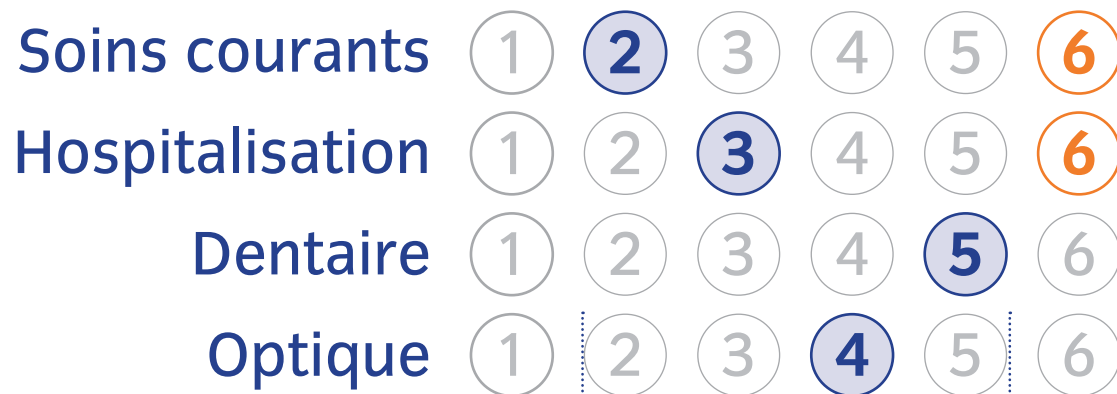 Soins courants 1 2 3 4 5 6
Hospitalisation 1 2 3 4 5 6
Dentaire 1 2 3 4 5 6
Optique 1 2 3 4 5 6